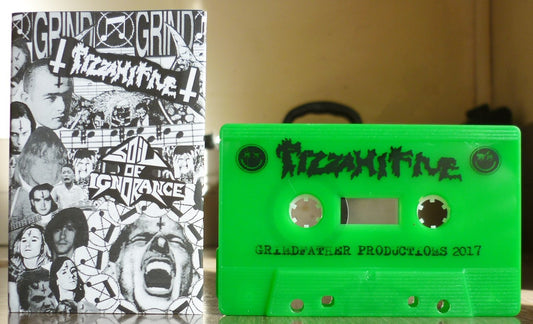 GRIND GRIND
PIZZAHIFIVE
SOIL
OF
IGNORANCE
PIZZAHIFIVE
GRINDFATHER PRODUCTIONS 2017